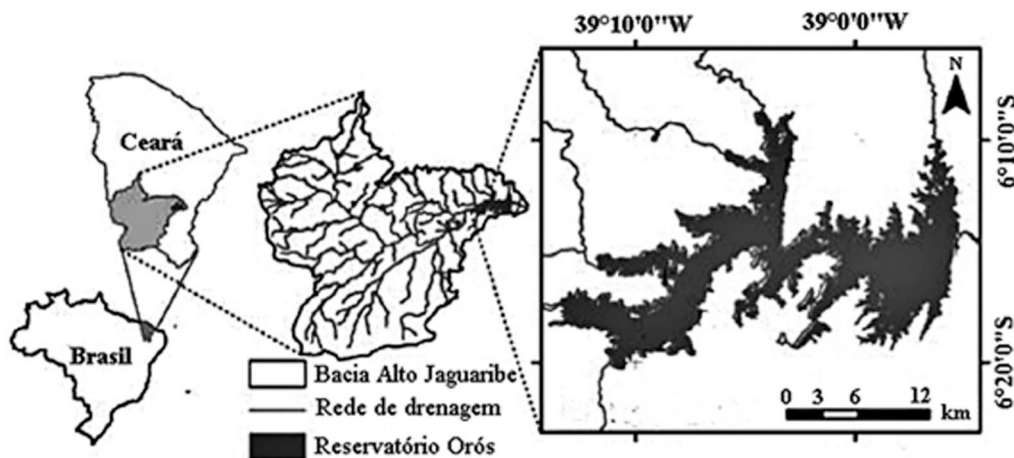 39°10'0"W 39°0'0"W
N
Ceará
6°10'0"S
Brasil
Bacia Alto Jaguaribe
Rede de drenagem
Reservatório Orós
6°20'0"S
0 3 6 12
km